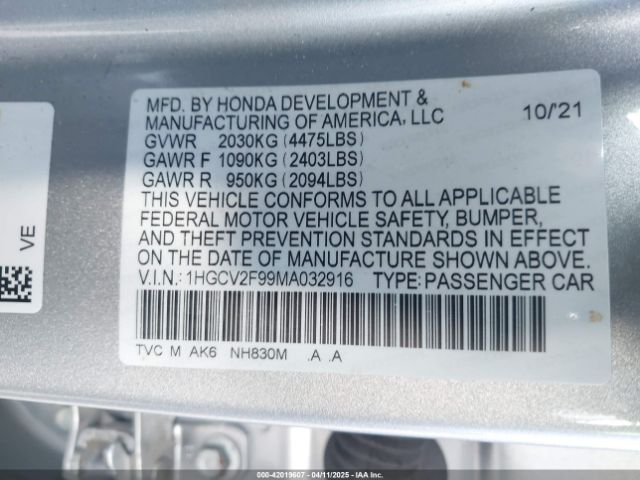 MFD. BY HONDA DEVELOPMENT &
MANUFACTURING OF AMERICA, LLC 10/21
GVWR 2030KG (4475LBS)
GAWR F 1090KG (2403LBS)
GAWR R 950KG (2094LBS)
THIS VEHICLE CONFORMS TO ALL APPLICABLE
FEDERAL MOTOR VEHICLE SAFETY, BUMPER,
AND THEFT PREVENTION STANDARDS IN EFFECT
ON THE DATE OF MANUFACTURE SHOWN ABOVE.
V.I.N.: 1HGCV2F99MA032916 TYPE: PASSENGER CAR
TVC M AK6 NH830M .A .A
VE
000-42019607 - 04/11/2025 - IAAI.COM